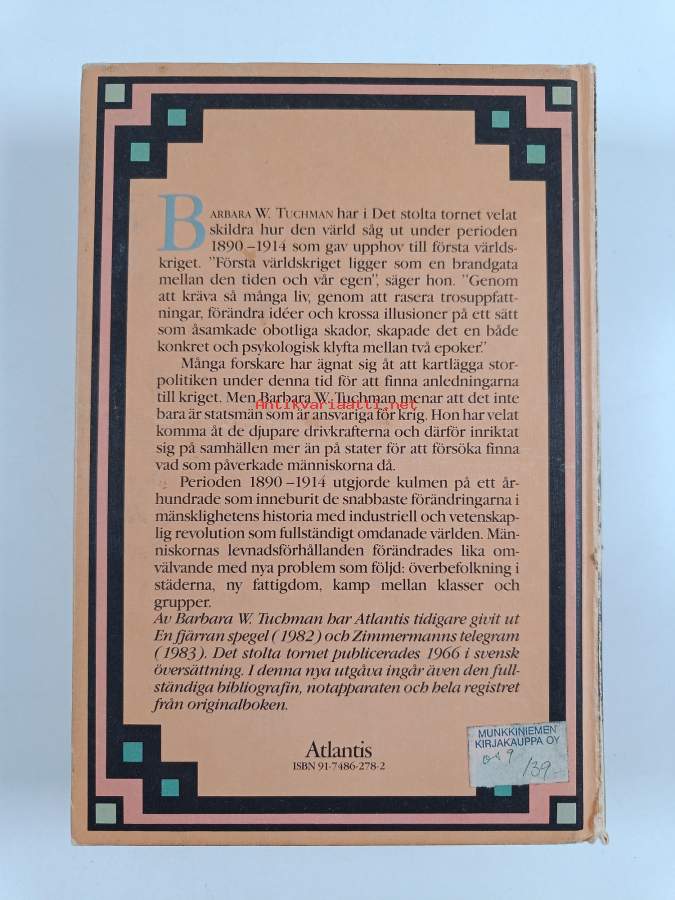 BARBARA W. TUCHMAN har i Det stolta tornet velat
skildra hur den värld såg ut under perioden
1890–1914 som gav upphov till första världs-
kriget. ”Första världskriget ligger som en brandgata
mellan den tiden och vår egen”, säger hon. ”Genom
att kräva så många liv, genom att rasera trosuppfatt-
ningar, förändra idéer och krossa illusioner på ett sätt
som åsamkade obotliga skador, skapade det en både
konkret och psykologisk klyfta mellan två epoker.”
Många forskare har ägnat sig åt att kartlägga stor-
politiken under denna tid för att finna anledningarna
till kriget. Men Barbara W. Tuchman menar att det inte
Antikvariaatti.net
bara är statsmän som är ansvariga för krig. Hon har velat
komma åt de djupare drivkrafterna och därför inriktat
sig på samhällen mer än på stater för att försöka finna
vad som påverkade människorna då.
Perioden 1890–1914 utgjorde kulmen på ett år-
hundrade som inneburit de snabbaste förändringarna i
mänsklighetens historia med industriell och vetenskap-
lig revolution som fullständigt omdanade världen. Män-
niskornas levnadsförhållanden förändrades lika om-
välvande med nya problem som följd: överbefolkning i
städerna, ny fattigdom, kamp mellan klasser och
grupper.
Av Barbara W. Tuchman har Atlantis tidigare givit ut
En fjärran spegel (1982) och Zimmermanns telegram
(1983). Det stolta tornet publicerades 1966 i svensk
översättning. I denna nya utgåva ingår även den full-
ständiga bibliografin, notapparaten och hela registret
från originalboken.
Atlantis
ISBN 91-7486-278-2
MUNKKINIEMEN
KIRJAKAUPPA OY
139